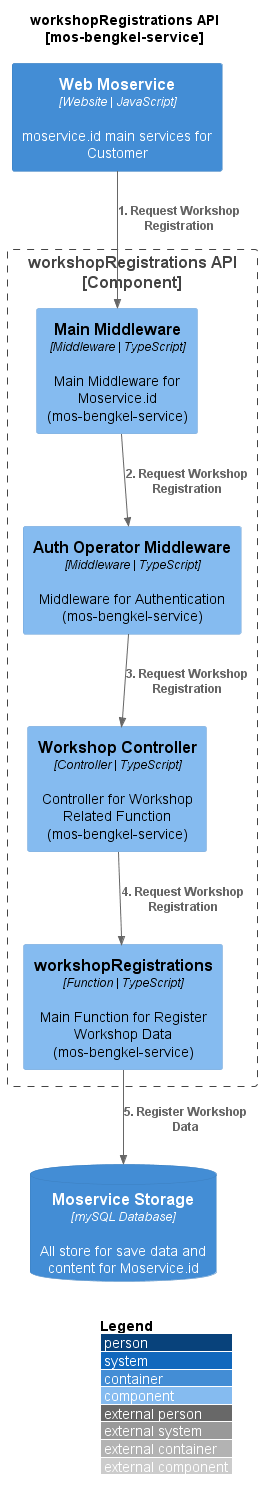 workshopRegistrations API
[mos-bengkel-service]
Web Moservice
[Website | JavaScript]
moservice.id main services for
Customer
1. Request Workshop
Registration
workshopRegistrations API
[Component]
Main Middleware
[Middleware | TypeScript]
Main Middleware for
Moservice.id
(mos-bengkel-service)
2. Request Workshop
Registration
Auth Operator Middleware
[Middleware | TypeScript]
Middleware for Authentication
(mos-bengkel-service)
3. Request Workshop
Registration
Workshop Controller
[Controller | TypeScript]
Controller for Workshop
Related Function
(mos-bengkel-service)
4. Request Workshop
Registration
workshopRegistrations
[Function | TypeScript]
Main Function for Register
Workshop Data
(mos-bengkel-service)
5. Register Workshop
Data
Moservice Storage
[mySQL Database]
All store for save data and
content for Moservice.id
Legend
person
system
container
component
external person
external system
external container
external component